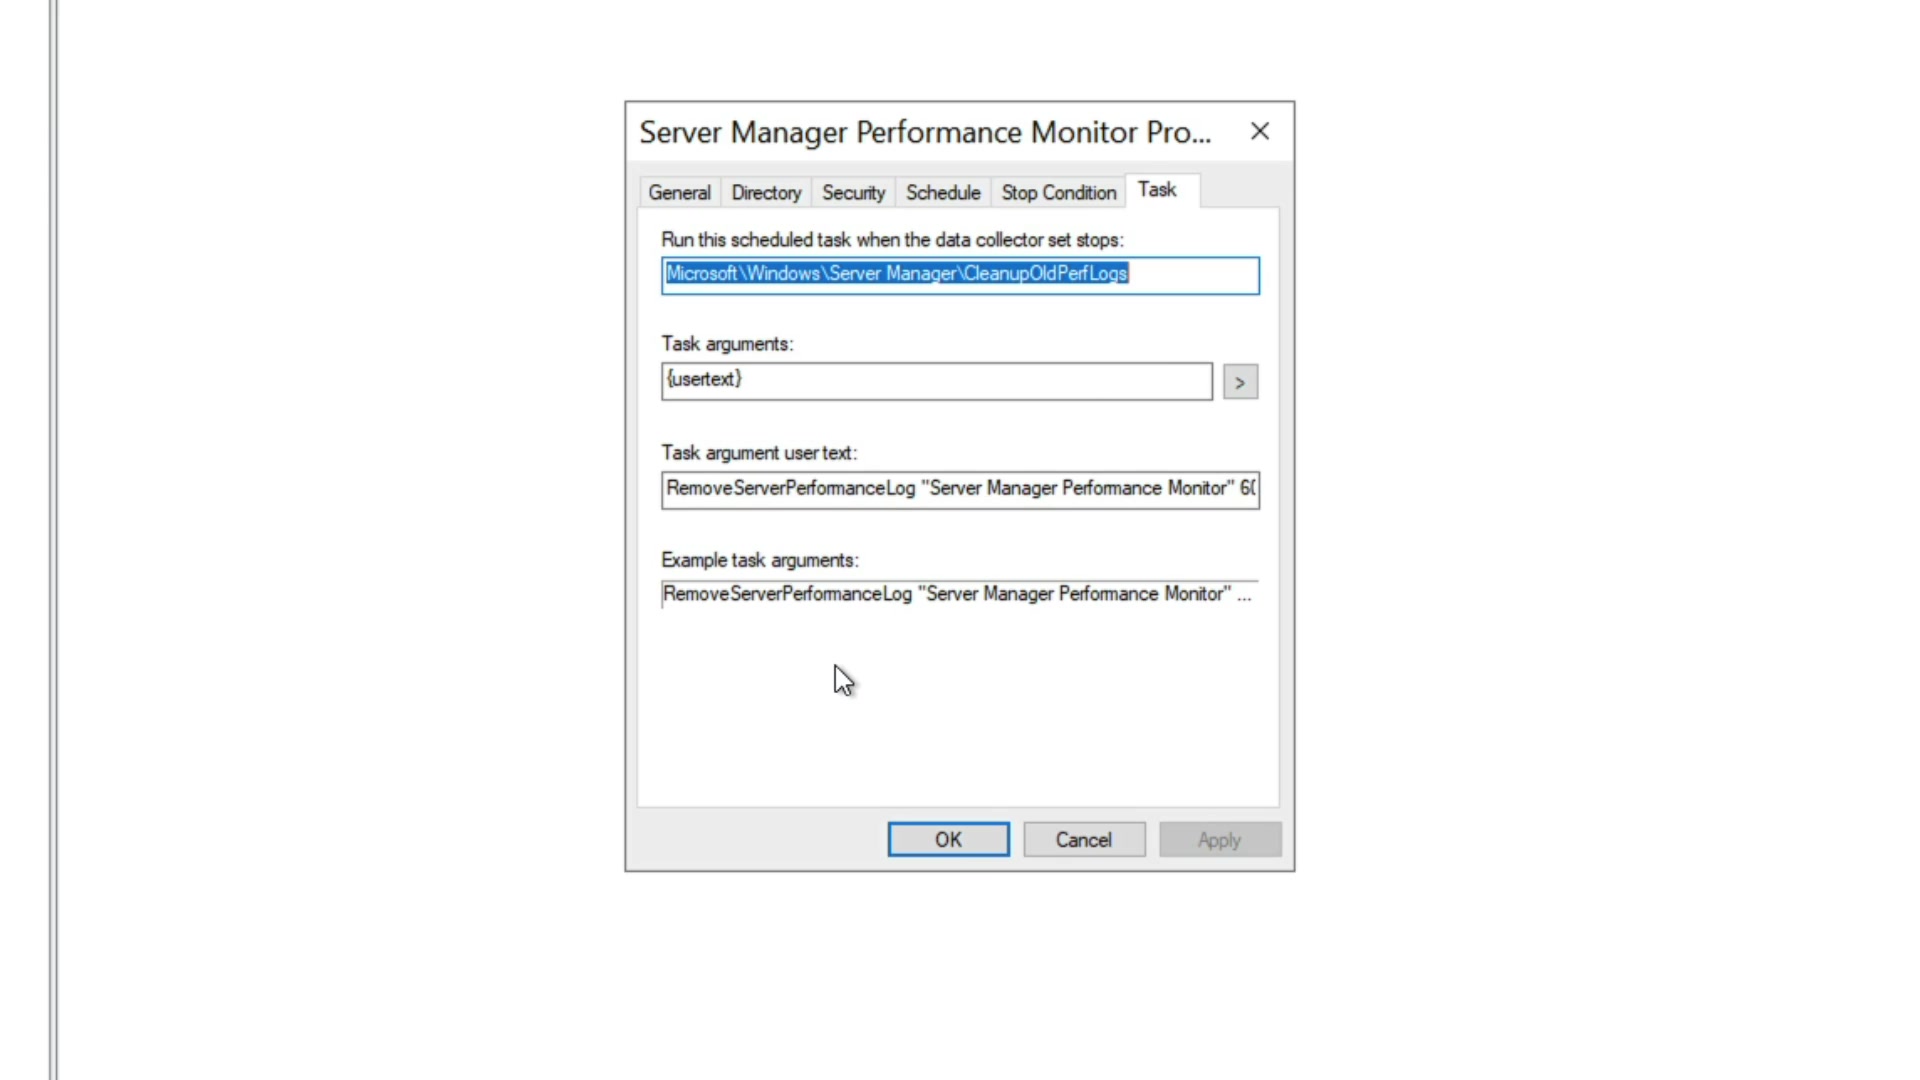 Server Manager Performance Monitor Pro...
General Directory Security Schedule Stop Condition Task
Run this scheduled task when the data collector set stops:
Microsoft\Windows\Server Manager\CleanupOldPerfLogs
Task arguments:
{usertext}
>
Task argument user text:
RemoveServerPerformanceLog "Server Manager Performance Monitor"
Example task arguments:
RemoveServerPerformanceLog "Server Manager Performance Monitor" ...
OK Cancel Apply